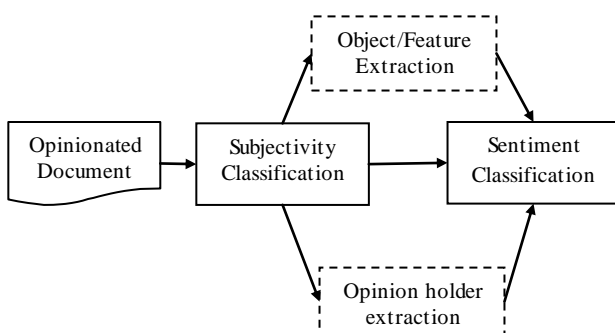 Object/Feature
Extraction
Opinionated
Document
Subjectivity
Classification
Sentiment
Classification
Opinion holder
extraction